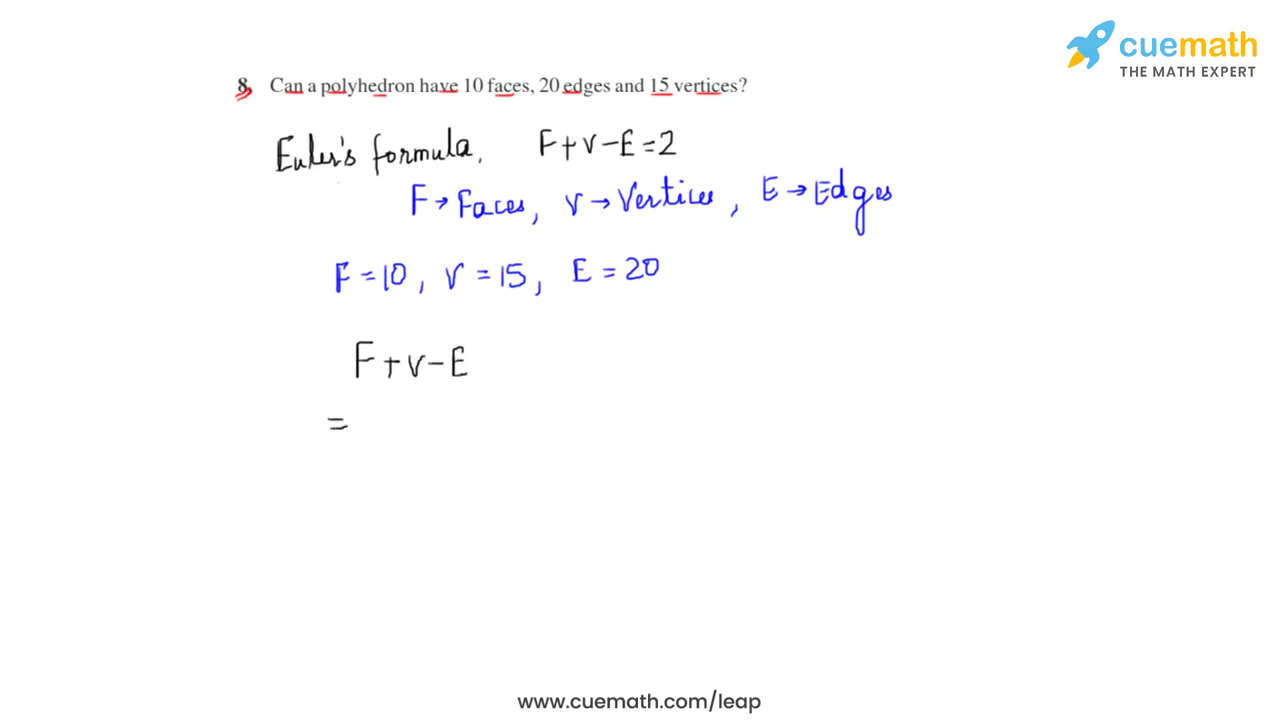 cuemath
THE MATH EXPERT
8. Can a polyhedron have 10 faces, 20 edges and 15 vertices?
Euler's formula, F+V-E=2
F→Faces, V→Vertices, E→Edges
F=10, V=15, E=20
F+V-E
=
www.cuemath.com/leap